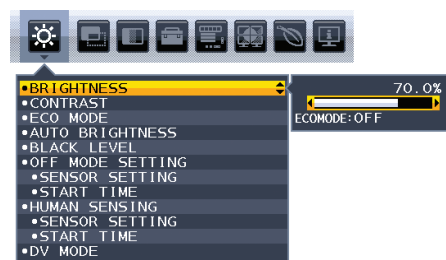 •BRIGHTNESS
•CONTRAST
•ECO MODE
•AUTO BRIGHTNESS
•BLACK LEVEL
•OFF MODE SETTING
•SENSOR SETTING
•START TIME
•HUMAN SENSING
•SENSOR SETTING
•START TIME
•DV MODE
70.0%
ECOMODE:OFF